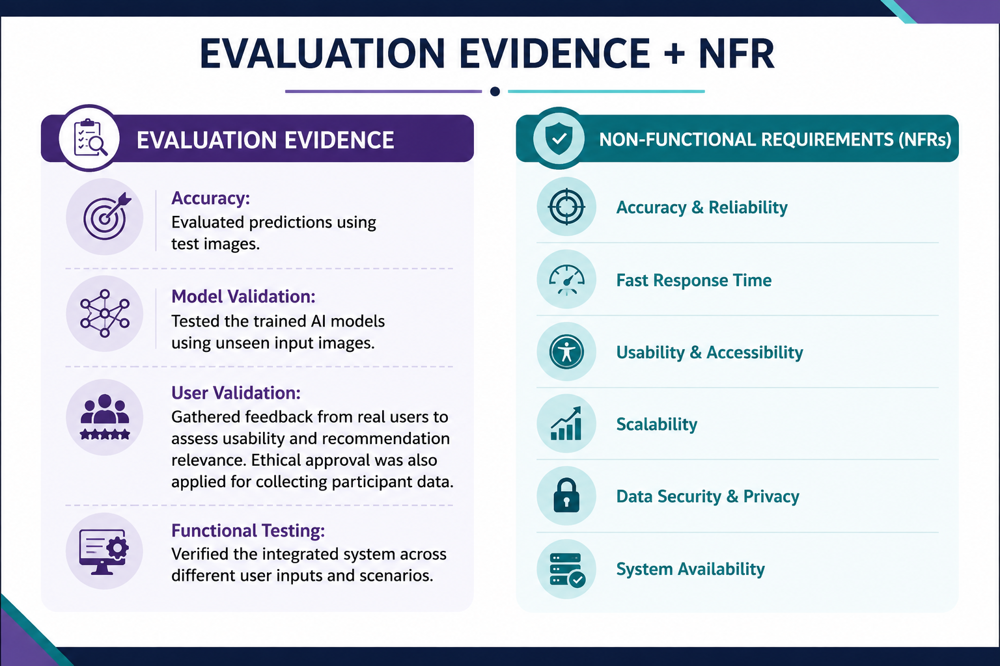 EVALUATION EVIDENCE + NFR
EVALUATION EVIDENCE
Accuracy:
Evaluated predictions using
test images.
Model Validation:
Tested the trained AI models
using unseen input images.
User Validation:
Gathered feedback from real users to
assess usability and recommendation
relevance. Ethical approval was also
applied for collecting participant data.
Functional Testing:
Verified the integrated system across
different user inputs and scenarios.
NON-FUNCTIONAL REQUIREMENTS (NFRs)
Accuracy & Reliability
Fast Response Time
Usability & Accessibility
Scalability
Data Security & Privacy
System Availability